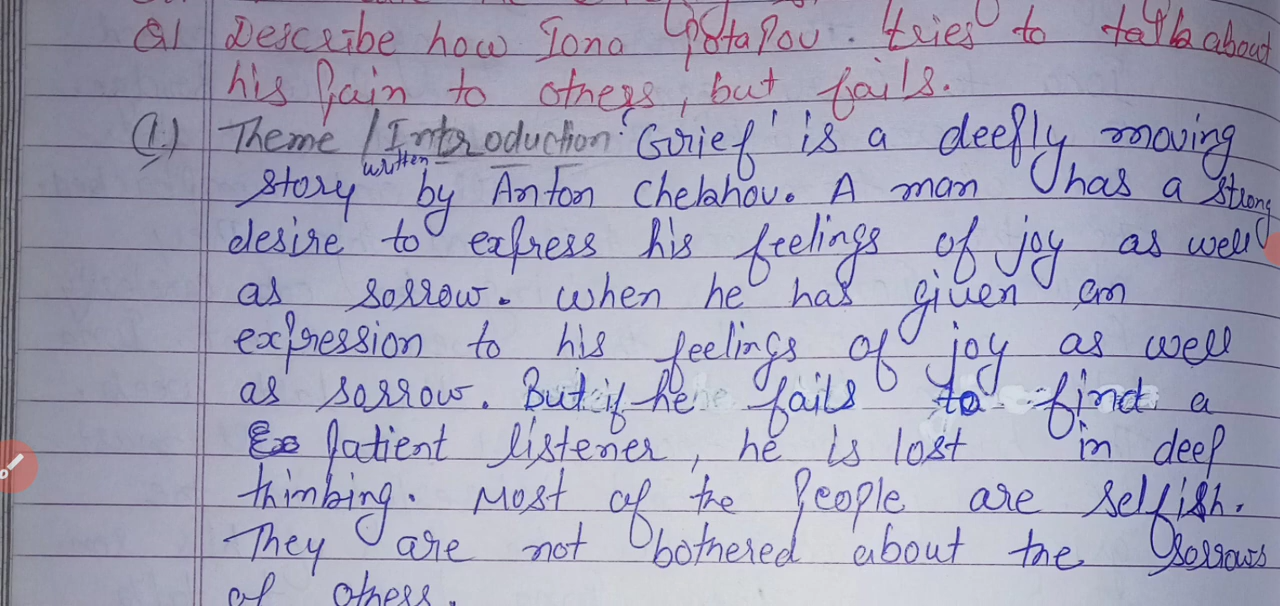 Q1 Describe how Iona Potapov. tries to talk about
his pain to others, but fails.
(1.) Theme / Introduction: 'Grief' is a deeply moving
story written by Anton Chekhov. A man has a strong
desire to express his feelings of joy as well
as sorrow. When he has given an
expression to his feelings of joy as well
as sorrow. But if he fails to find a
patient listener, he is lost in deep
thinking. Most of the people are selfish.
They are not bothered about the sorrows
of others.